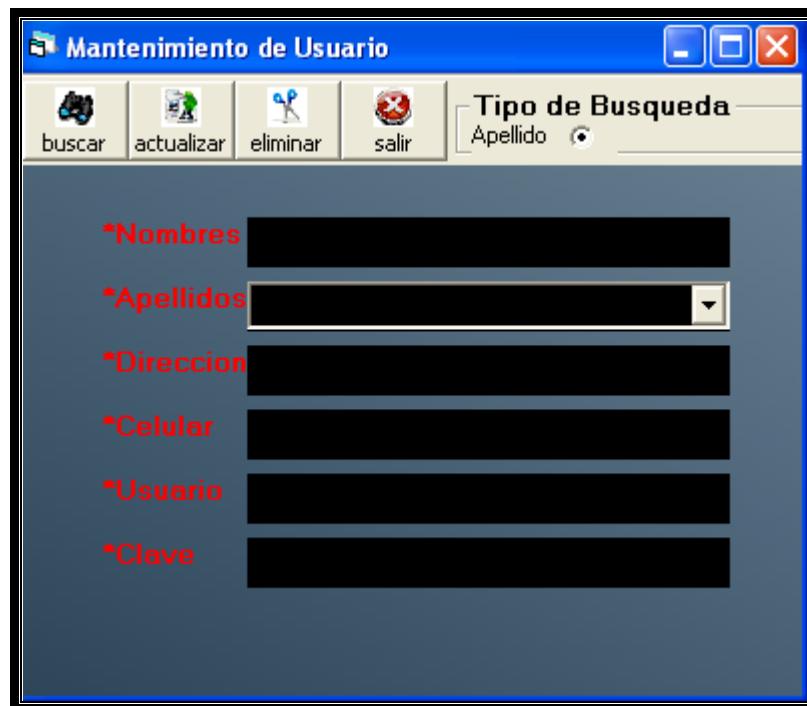 Mantenimiento de Usuario
buscar actualizar eliminar salir
Tipo de Busqueda
Apellido
*Nombres
*Apellidos
*Direccion
*Celular
*Usuario
*Clave